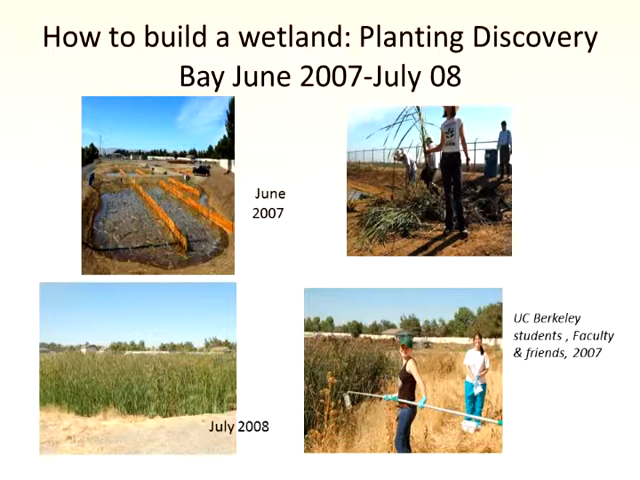 How to build a wetland: Planting Discovery
Bay June 2007-July 08
June
2007
UC Berkeley
students , Faculty
& friends, 2007
July 2008